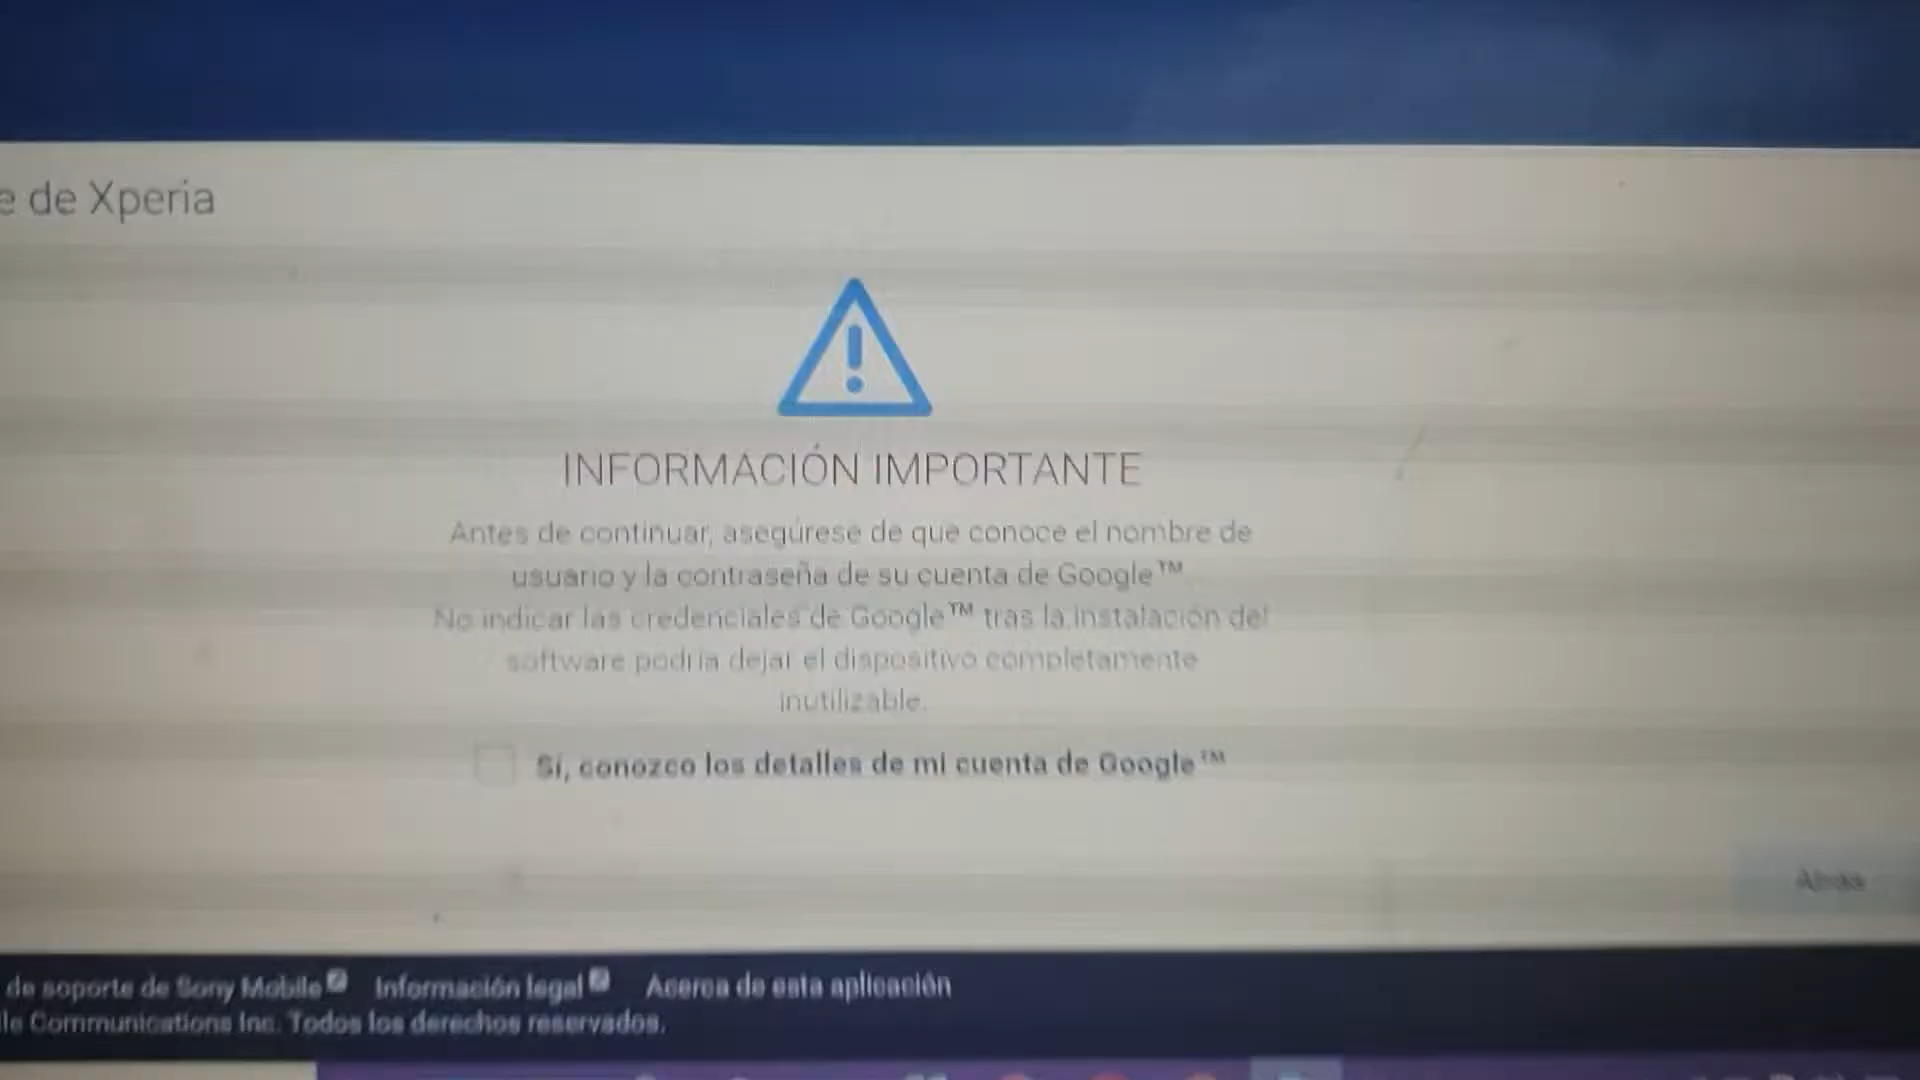 e de Xperia
INFORMACIÓN IMPORTANTE
Antes de continuar, asegúrese de que conoce el nombre de
usuario y la contraseña de su cuenta de Google™
No indicar las credenciales de Google™ tras la instalación del
software podría dejar el dispositivo completamente
inutilizable.
Sí, conozco los detalles de mi cuenta de Google™
Atrás
de soporte de Sony Mobile Información legal Acerca de esta aplicación
le Communications Inc. Todos los derechos reservados.